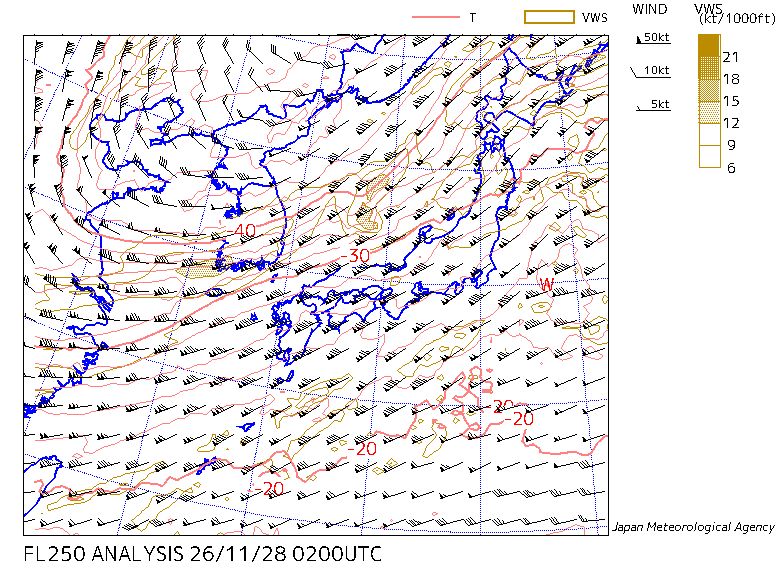 T
VWS
WIND
50kt
10kt
5kt
VWS
(kt/1000ft)
21
18
15
12
9
6
-40
-30
W
-20
-20
-20
-20
Japan Meteorological Agency
FL250 ANALYSIS 26/11/28 0200UTC